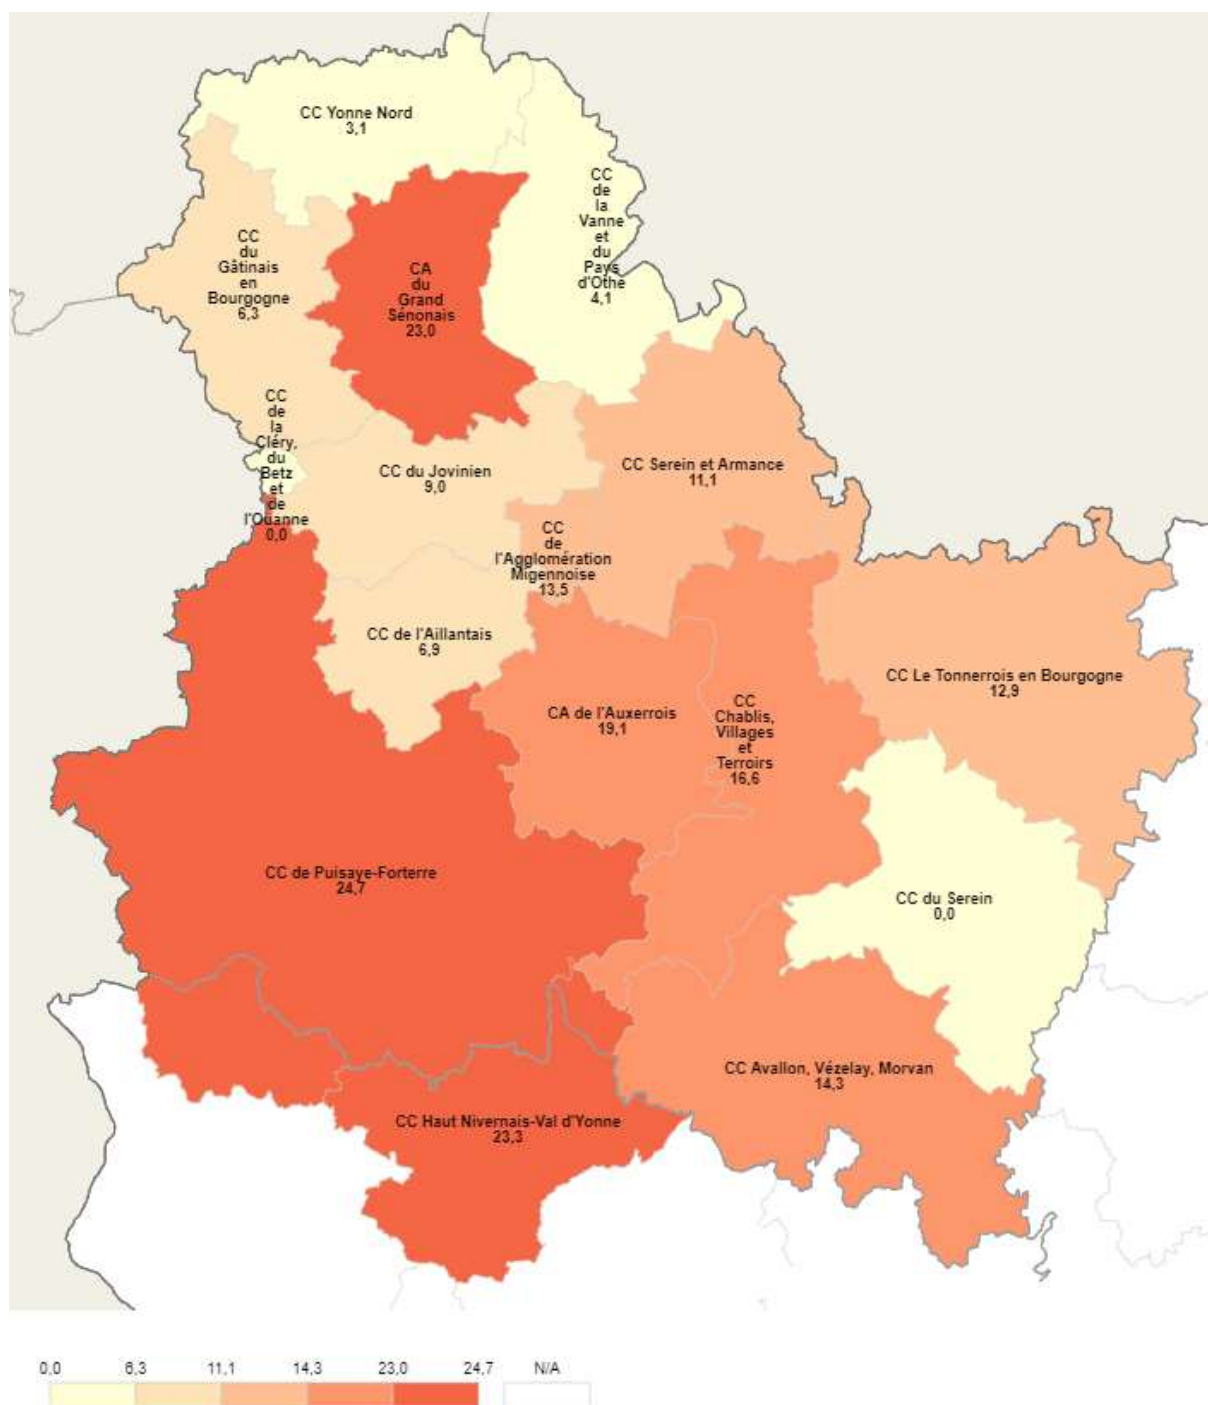 CC Yonne Nord
3,1
CC
de
la
Vanne
et
du
Pays
d'Othe
4,1
CC
du
Gâtinais
en
Bourgogne
6,3
CA
du
Grand
Sénonais
23,0
CC
de
la
Cléry,
du
Betz
et
de
l'Ouanne
0,0
CC du Jovinien
9,0
CC Serein et Armance
11,1
CC
de
l'Agglomération
Migennoise
13,5
CC de l'Aillantais
6,9
CC Le Tonnerrois en Bourgogne
12,9
CA de l'Auxerrois
19,1
CC
Chablis,
Villages
et
Terroirs
16,6
CC de Puisaye-Forterre
24,7
CC du Serein
0,0
CC Avallon, Vézelay, Morvan
14,3
CC Haut Nivernais-Val d'Yonne
23,3
0,0 6,3 11,1 14,3 23,0 24,7 N/A